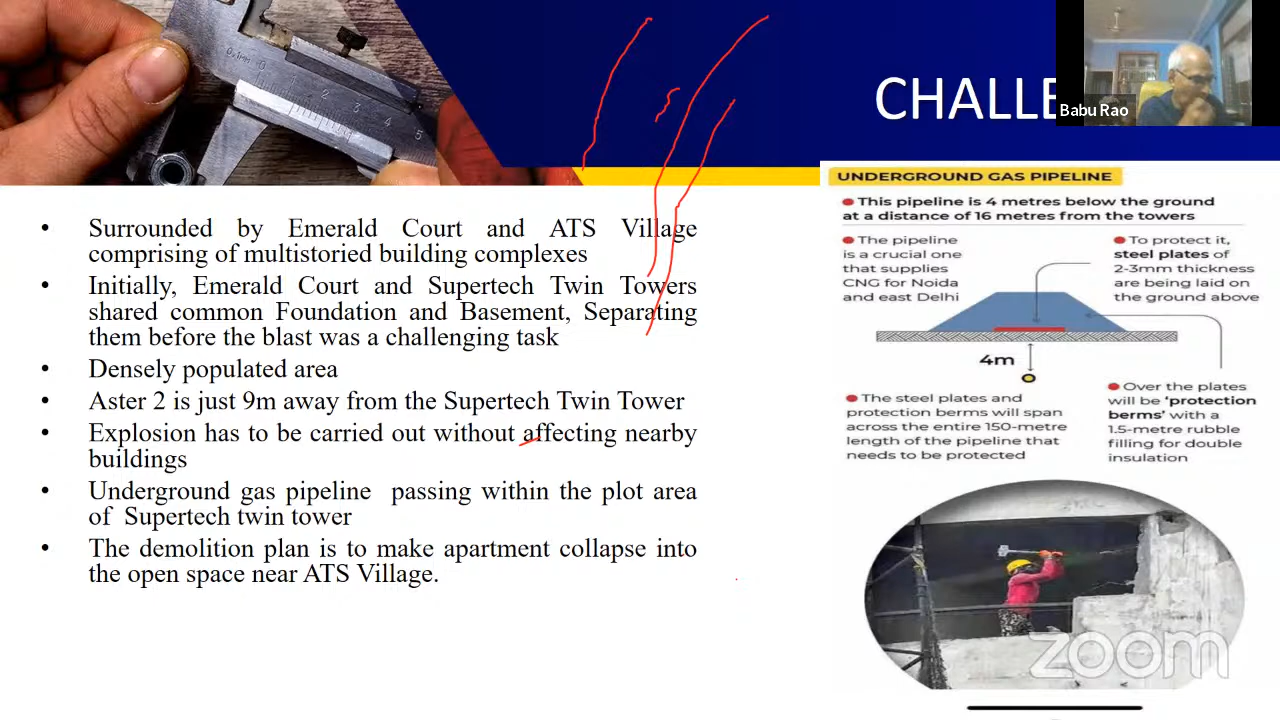 CHALLE
Babu Rao
0.1mm 0
2
3
4
5
• Surrounded by Emerald Court and ATS Village
comprising of multistoried building complexes
• Initially, Emerald Court and Supertech Twin Towers
shared common Foundation and Basement, Separating
them before the blast was a challenging task
• Densely populated area
• Aster 2 is just 9m away from the Supertech Twin Tower
• Explosion has to be carried out without affecting nearby
buildings
• Underground gas pipeline passing within the plot area
of Supertech twin tower
• The demolition plan is to make apartment collapse into
the open space near ATS Village.
UNDERGROUND GAS PIPELINE
This pipeline is 4 metres below the ground
at a distance of 16 metres from the towers
The pipeline
is a crucial one
that supplies
CNG for Noida
and east Delhi
To protect it,
steel plates of
2-3mm thickness
are being laid on
the ground above
4m
The steel plates and
protection berms will span
across the entire 150-metre
length of the pipeline that
needs to be protected
Over the plates
will be 'protection
berms' with a
1.5-metre rubble
filling for double
insulation
zoom